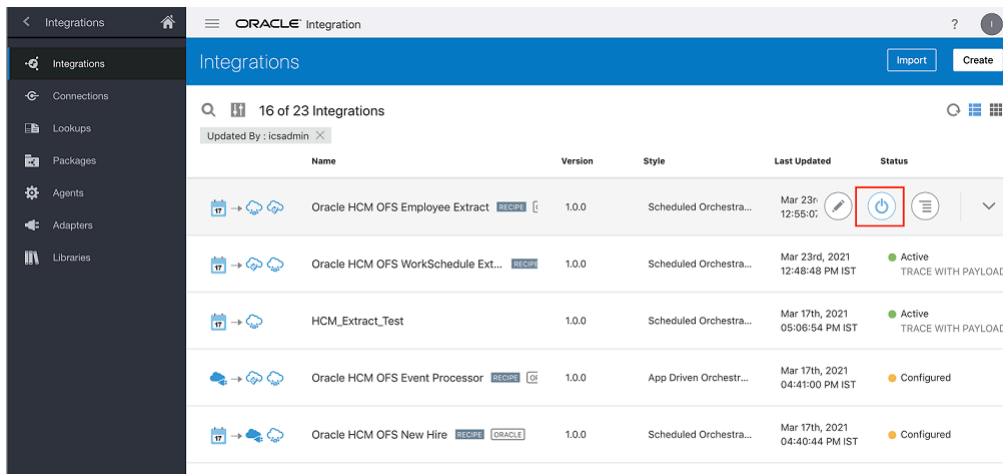 Integrations
ORACLE Integration
?
I
Integrations
Integrations
Import
Create
Connections
Lookups
Packages
Agents
Adapters
Libraries
16 of 23 Integrations
Updated By : icsadmin
Name Version Style Last Updated Status
17 Oracle HCM OFS Employee Extract RECIPE 1.0.0 Scheduled Orchestra... Mar 23r
12:55:07
17 Oracle HCM OFS WorkSchedule Ext... RECIPE 1.0.0 Scheduled Orchestra... Mar 23rd, 2021 Active
12:48:48 PM IST TRACE WITH PAYLOAD
17 HCM_Extract_Test 1.0.0 Scheduled Orchestra... Mar 17th, 2021 Active
05:06:54 PM IST TRACE WITH PAYLOAD
Oracle HCM OFS Event Processor RECIPE 1.0.0 App Driven Orchestr... Mar 17th, 2021 Configured
04:41:00 PM IST
17 Oracle HCM OFS New Hire RECIPE ORACLE 1.0.0 Scheduled Orchestra... Mar 17th, 2021 Configured
04:40:44 PM IST